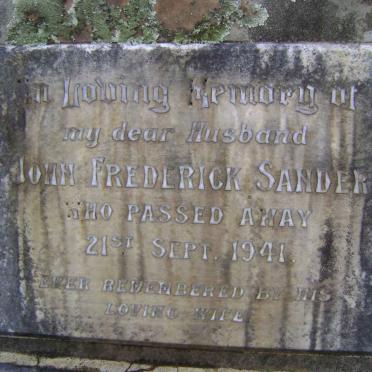 In Loving Memory of
my dear Husband
JOHN FREDERICK SANDER
WHO PASSED AWAY
21ST SEPT. 1941.
EVER REMEMBERED BY HIS
LOVING WIFE